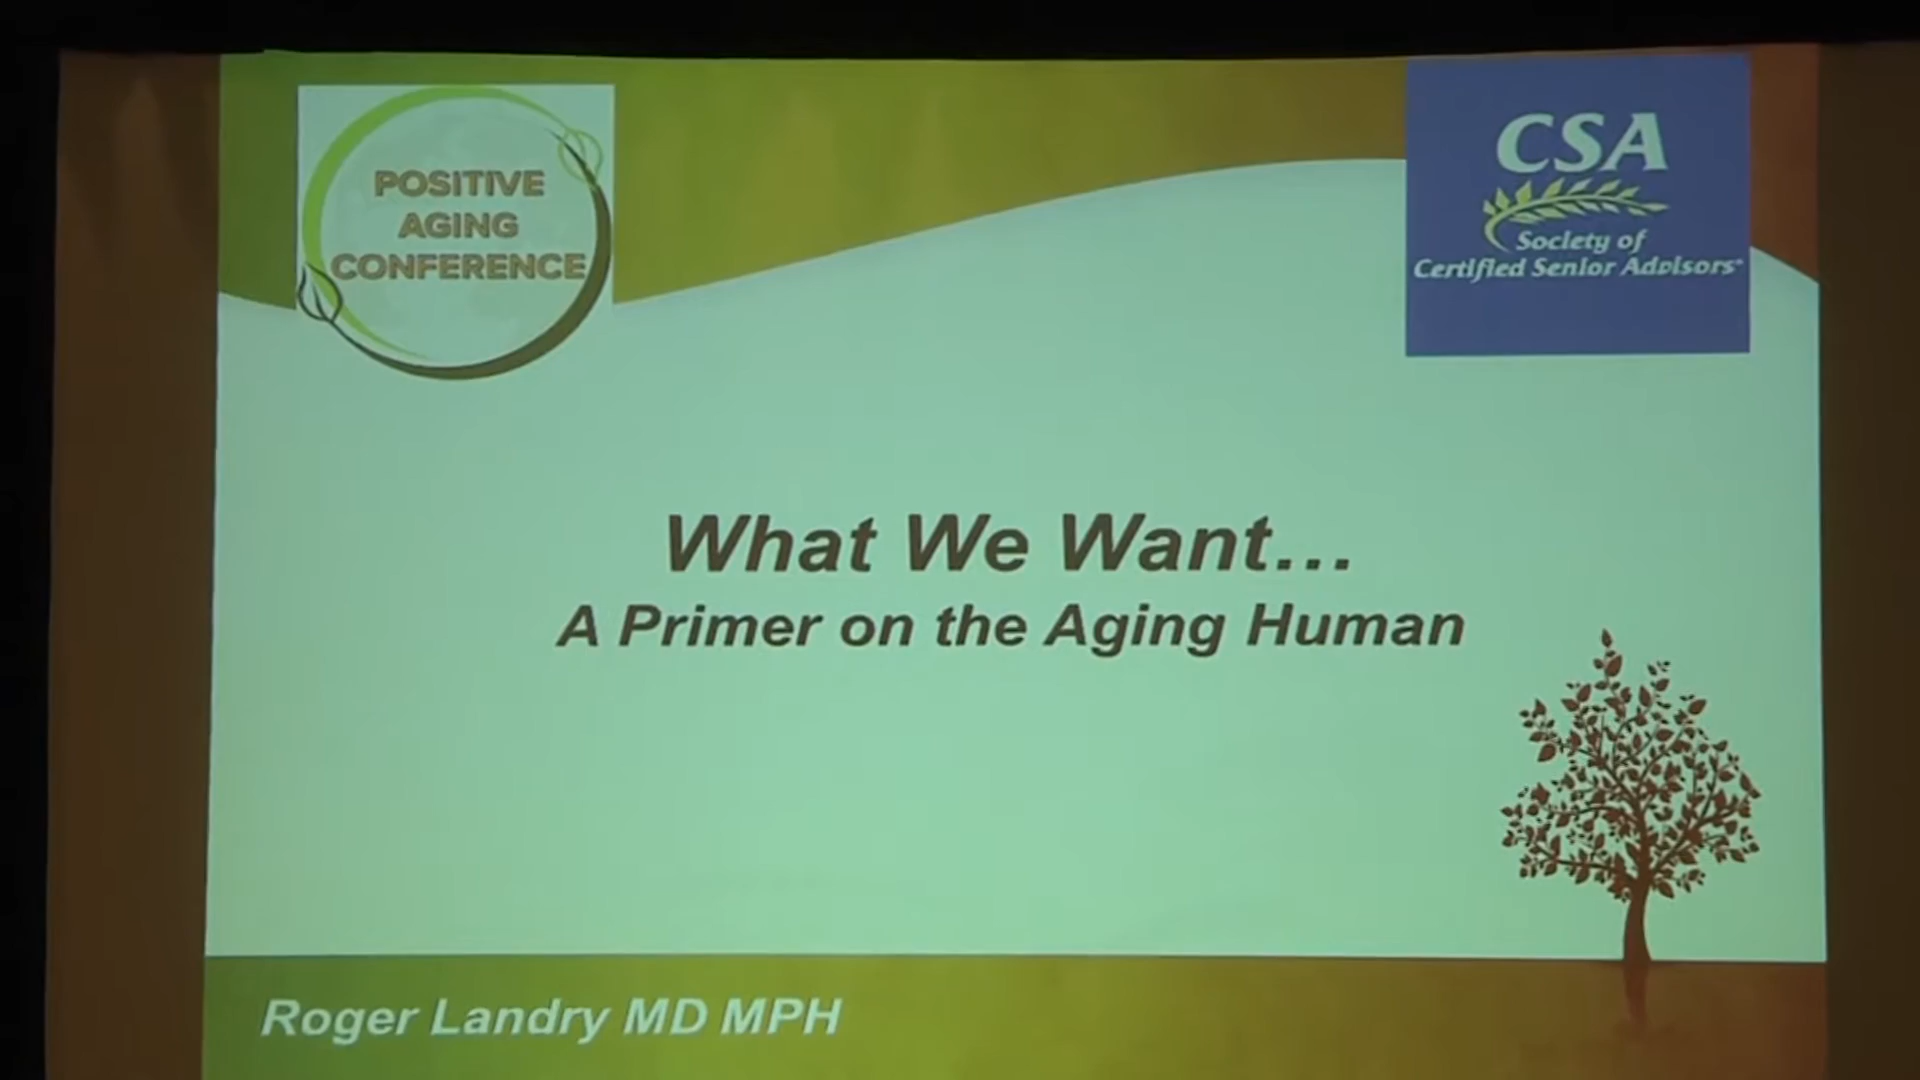 POSITIVE
AGING
CONFERENCE
CSA
Society of
Certified Senior Advisors
What We Want...
A Primer on the Aging Human
Roger Landry MD MPH